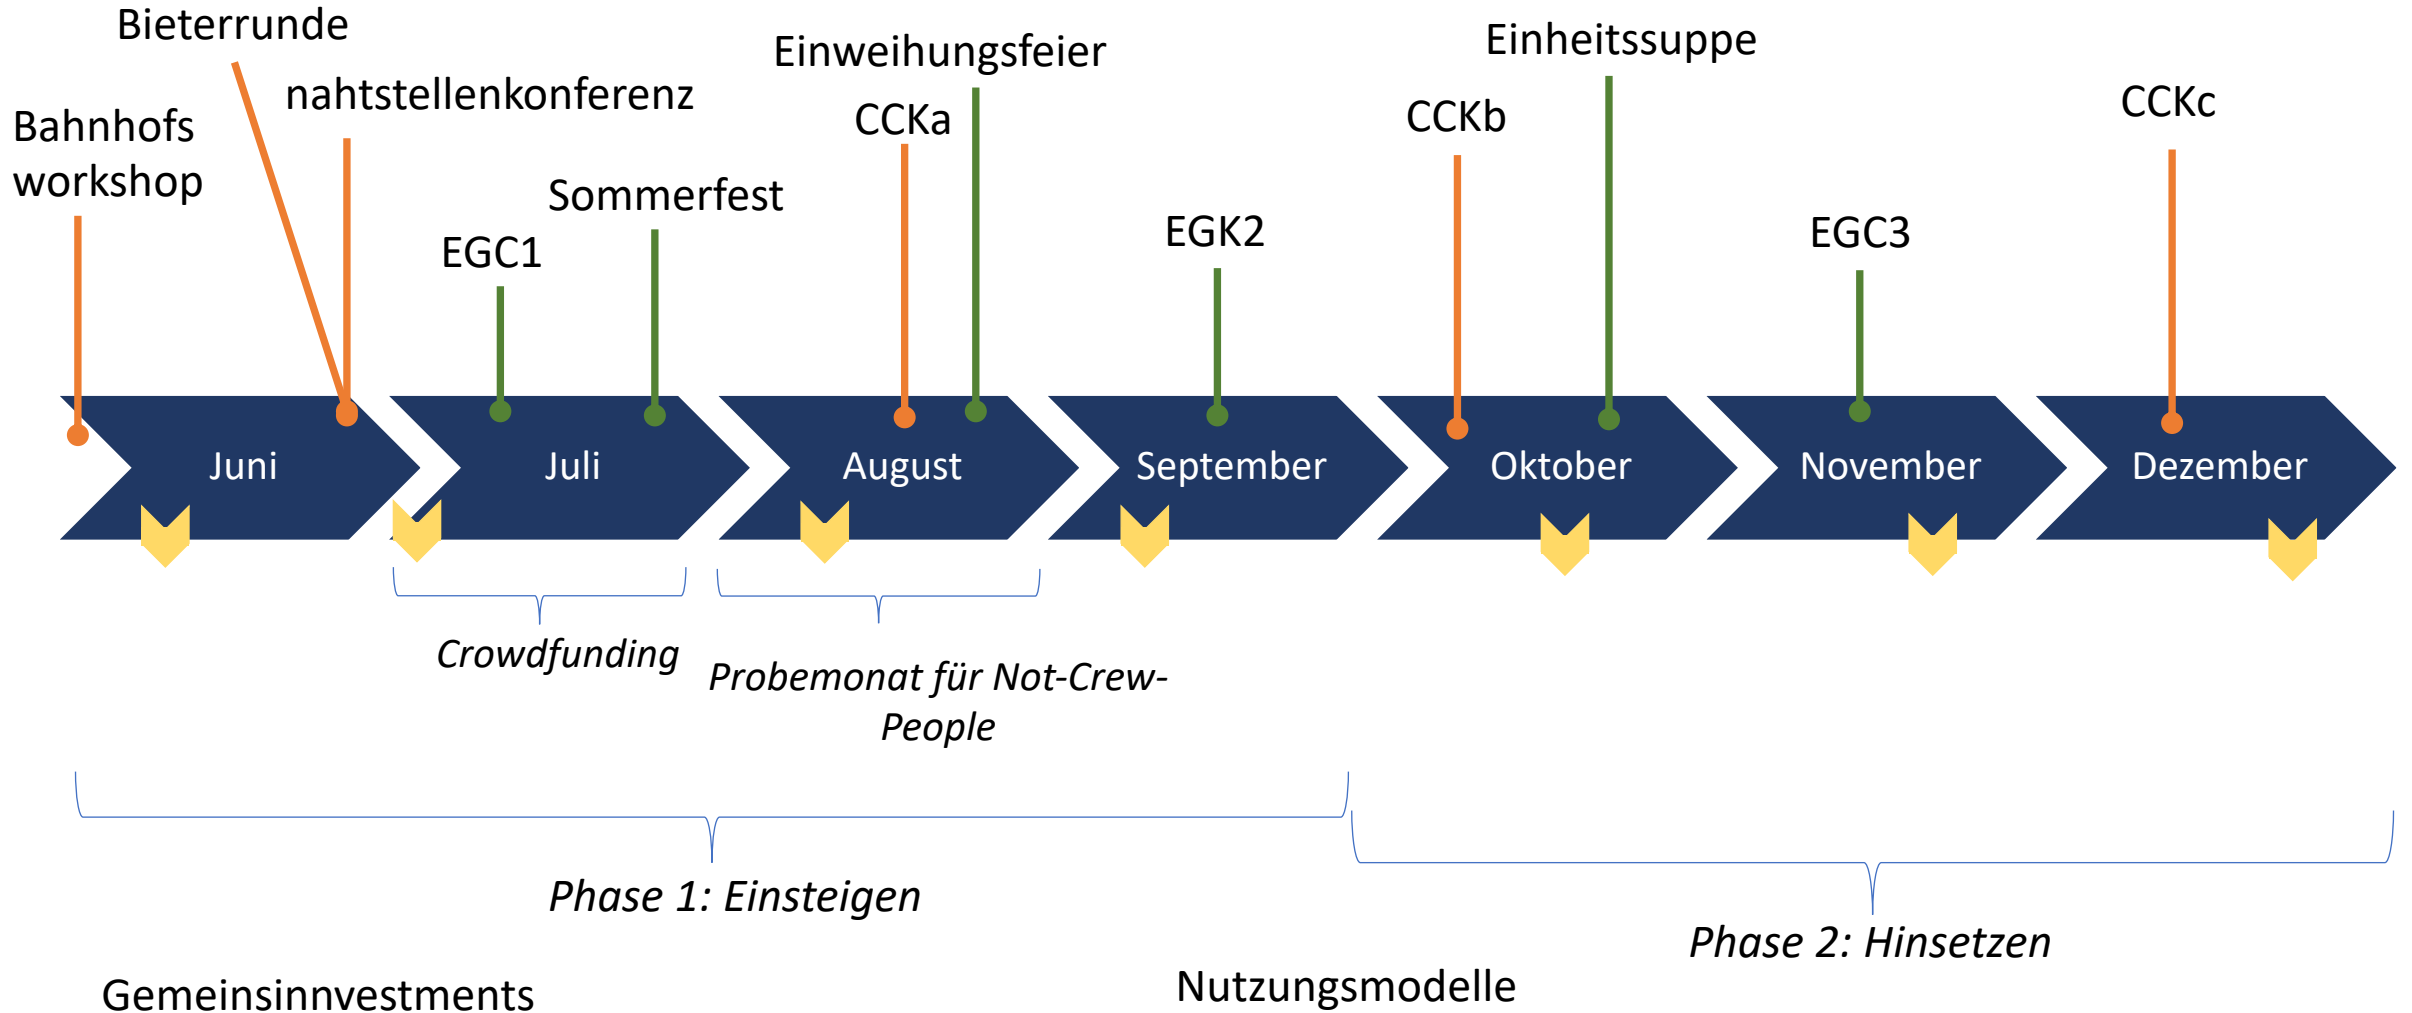 Bieterrunde
nahtstellenkonferenz
Bahnhofs
workshop
EGC1
Sommerfest
Einweihungsfeier
CCKa
EGK2
Einheitssuppe
CCKb
EGC3
CCKc
Juni
Juli
August
September
Oktober
November
Dezember
Crowdfunding
Probemonat für Not-Crew-
People
Phase 1: Einsteigen
Phase 2: Hinsetzen
Gemeinsinnvestments
Nutzungsmodelle